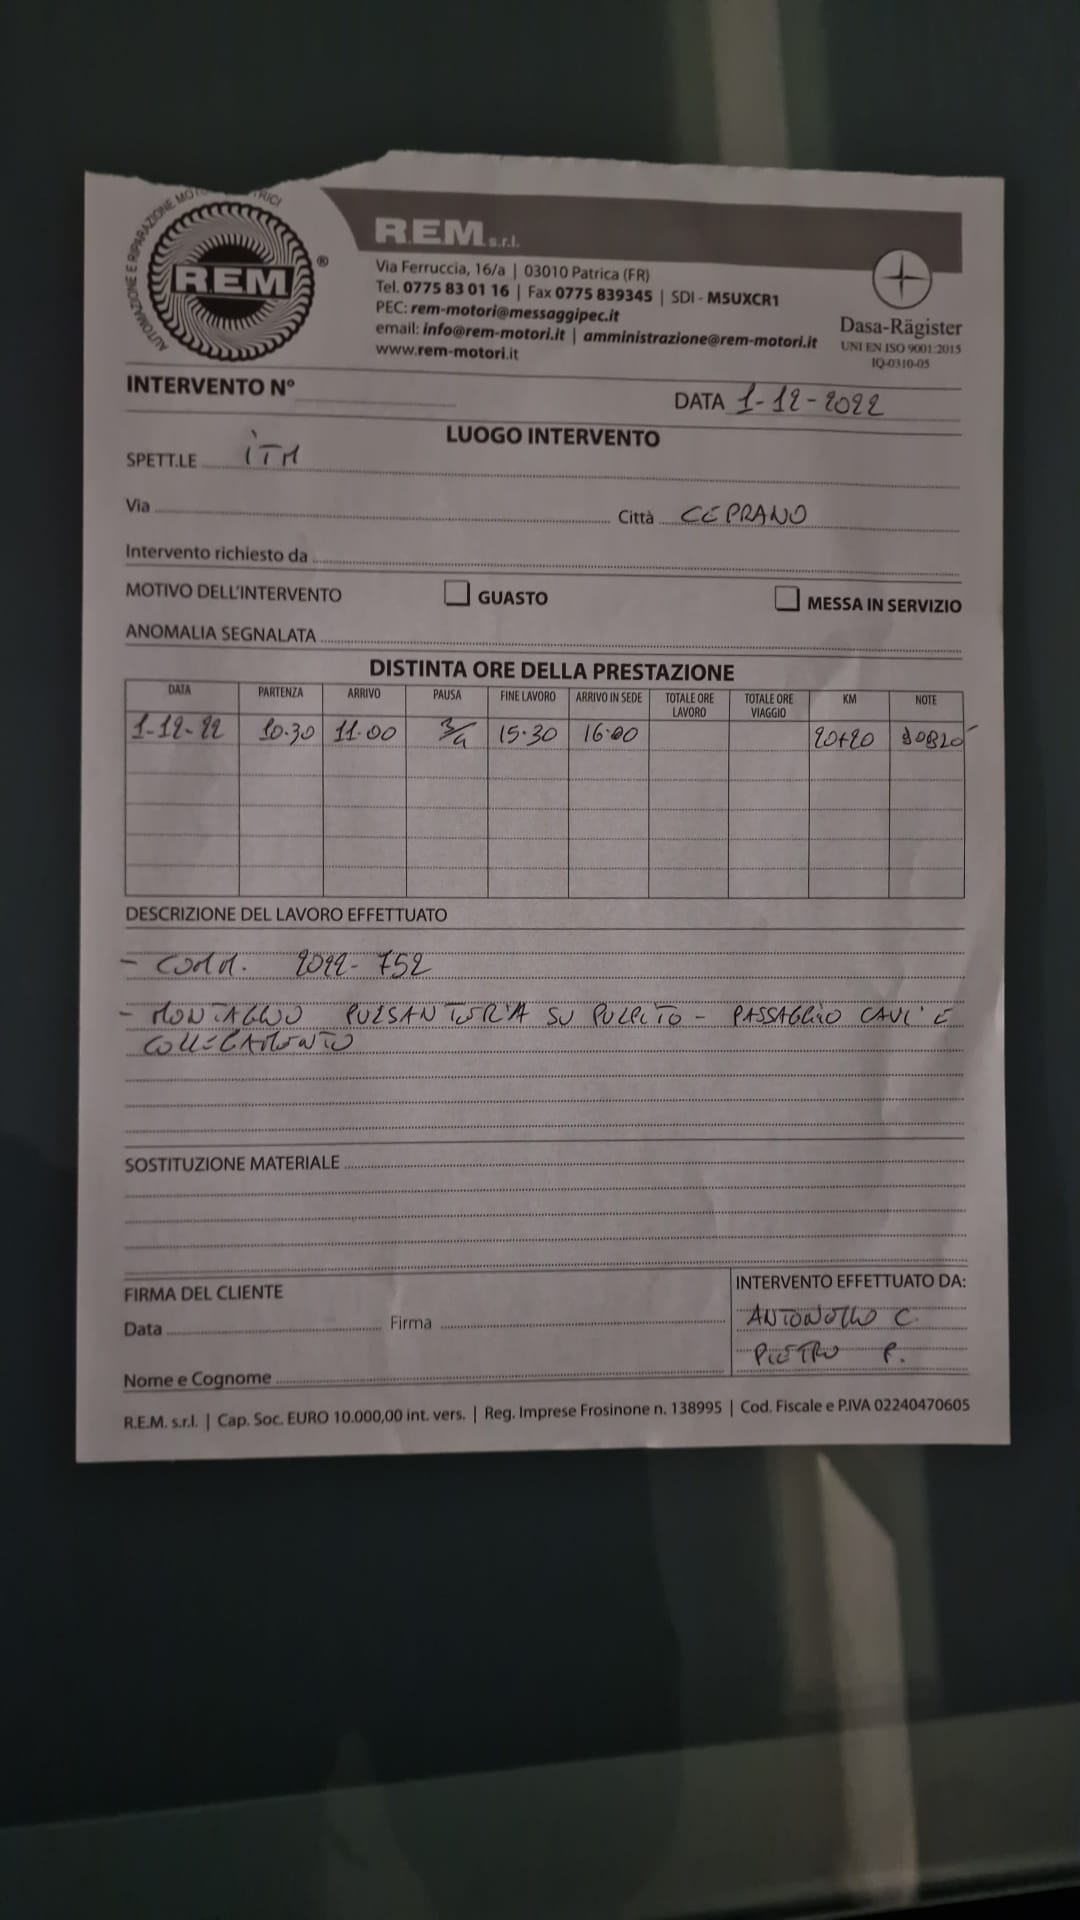 AUTOMAZIONE E RIPARAZIONE
REM
®
R.E.M. s.r.l.
Via Ferruccia, 16/a | 03010 Patrica (FR)
Tel. 0775 83 01 16 | Fax 0775 839345 | SDI - M5UXCR1
PEC: rem-motori@messaggipec.it
email: info@rem-motori.it | amministrazione@rem-motori.it
www.rem-motori.it
Dasa-Rägister
UNI EN ISO 9001:2015
IQ-0310-05
INTERVENTO N°
DATA 1-12-2022
LUOGO INTERVENTO
SPETT.LE ITM
Via Città CEPRANO
Intervento richiesto da
MOTIVO DELL'INTERVENTO GUASTO MESSA IN SERVIZIO
ANOMALIA SEGNALATA
DISTINTA ORE DELLA PRESTAZIONE
DATA PARTENZA ARRIVO PAUSA FINE LAVORO ARRIVO IN SEDE TOTALE ORE LAVORO TOTALE ORE VIAGGIO KM NOTE
1-12-22 10.30 11.00 3/4 15.30 16.00 20+20 DOBLO'
DESCRIZIONE DEL LAVORO EFFETTUATO
- COMM. 2022-752
- MONTAGGIO PULSANTIERA SU PULPITO - PASSAGGIO CAVI E
COLLEGAMENTO
SOSTITUZIONE MATERIALE
FIRMA DEL CLIENTE
Data Firma
Nome e Cognome
INTERVENTO EFFETTUATO DA:
ANTONELLO C.
PIETRO P.
R.E.M. s.r.l. | Cap. Soc. EURO 10.000,00 int. vers. | Reg. Imprese Frosinone n. 138995 | Cod. Fiscale e P.IVA 02240470605